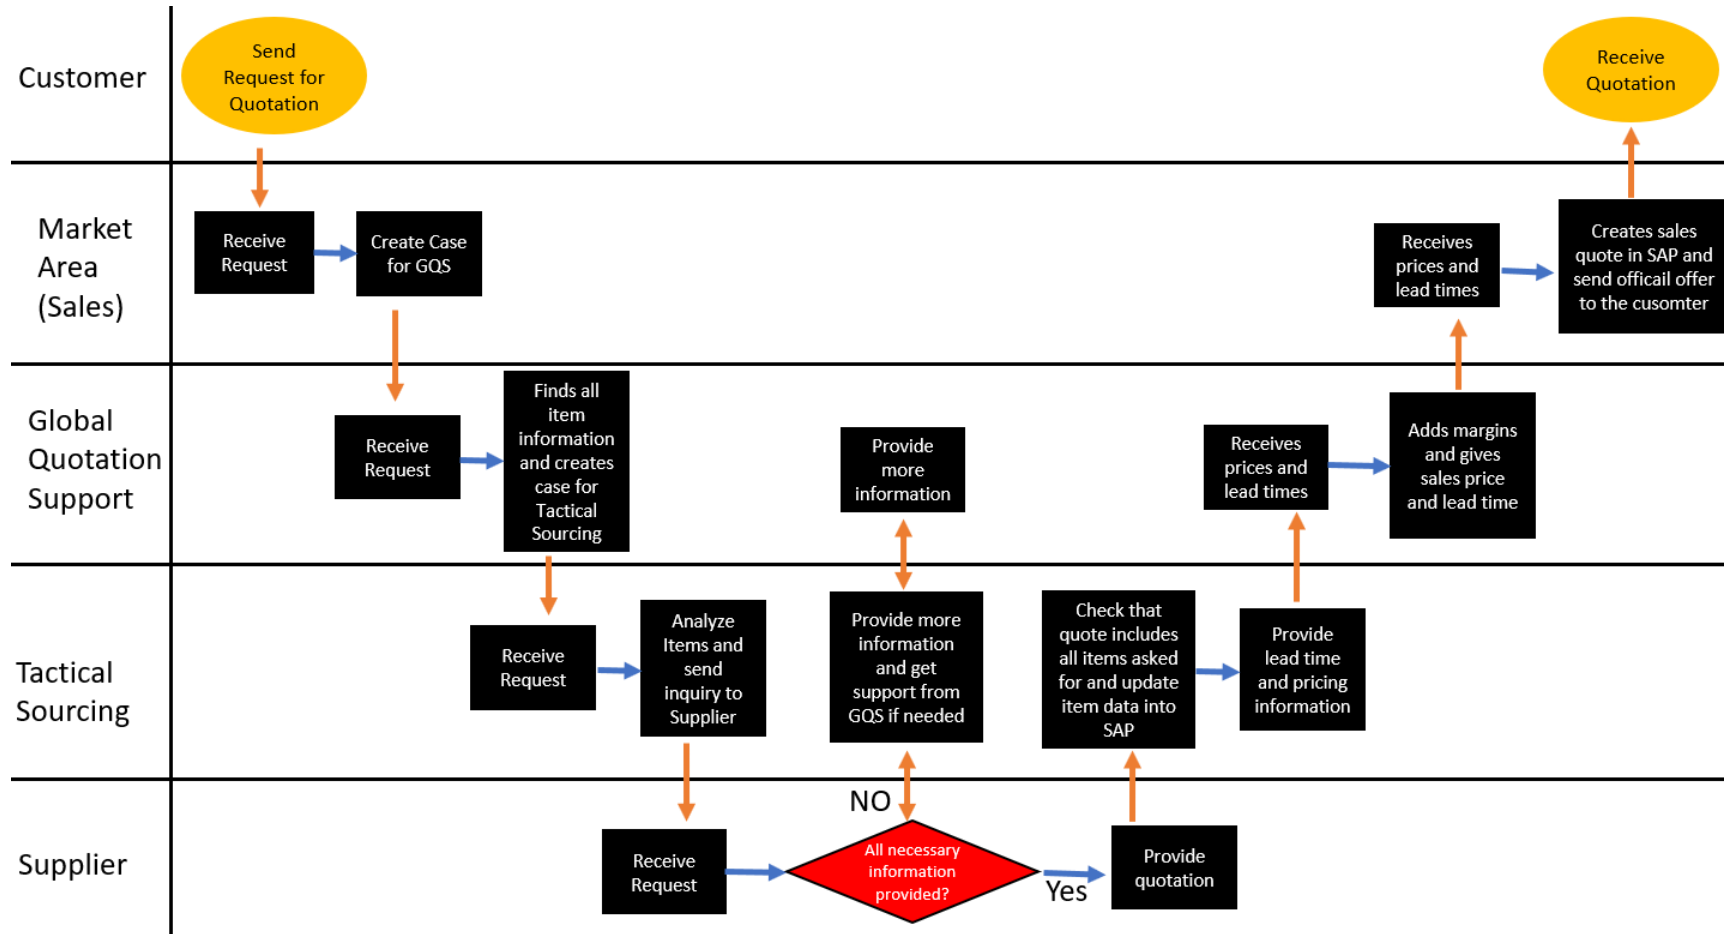 Customer
Send
Request for
Quotation
Receive
Quotation
Market
Area
(Sales)
Receive
Request
Create Case
for GQS
Receives
prices and
lead times
Creates sales
quote in SAP and
send officail offer
to the cusomter
Global
Quotation
Support
Receive
Request
Finds all
item
information
and creates
case for
Tactical
Sourcing
Provide
more
information
Receives
prices and
lead times
Adds margins
and gives
sales price
and lead time
Tactical
Sourcing
Receive
Request
Analyze
Items and
send
inquiry to
Supplier
Provide more
information
and get
support from
GQS if needed
Check that
quote includes
all items asked
for and update
item data into
SAP
Provide
lead time
and pricing
information
Supplier
Receive
Request
NO
All necessary
information
provided?
Yes
Provide
quotation